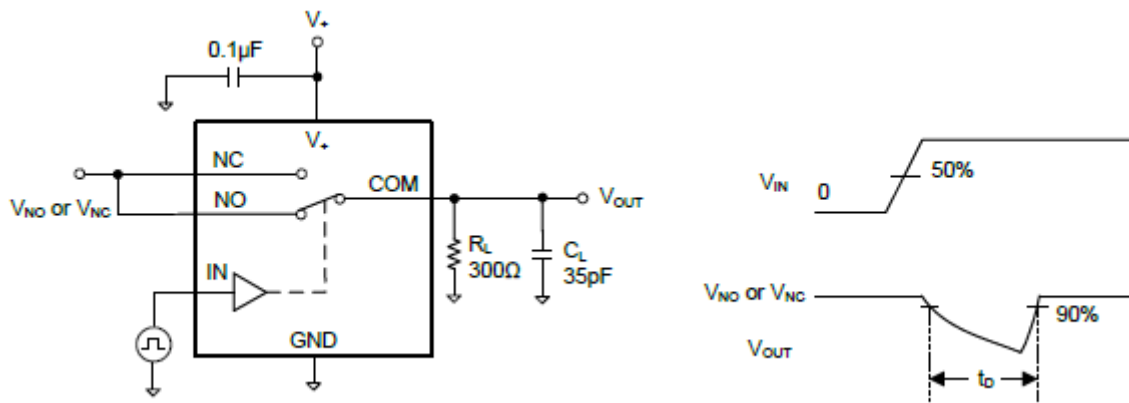 V+
0.1µF
V+
NC
NO
COM
VNO or VNC
VOUT
RL
300Ω
CL
35pF
IN
GND
VIN
0
50%
VNO or VNC
90%
VOUT
tD